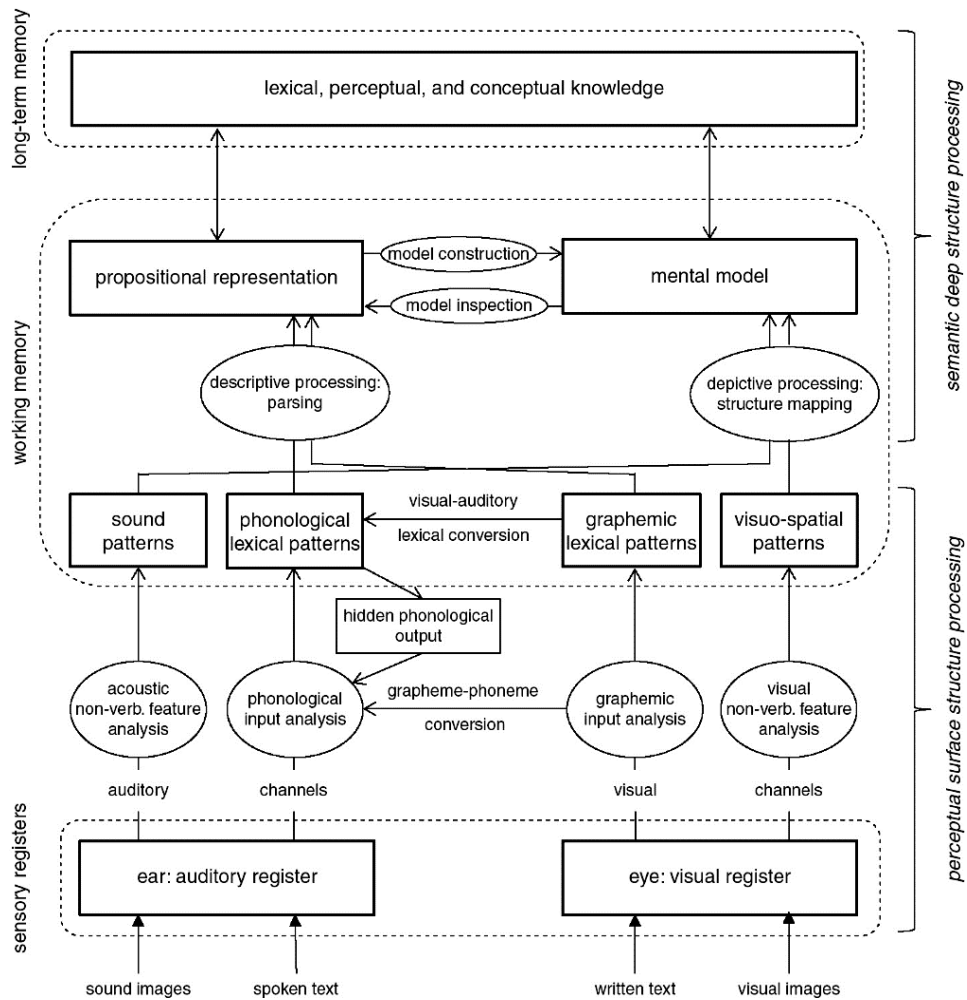 long-term memory
lexical, perceptual, and conceptual knowledge
semantic deep structure processing
working memory
propositional representation
model construction
model inspection
mental model
descriptive processing:
parsing
depictive processing:
structure mapping
sound
patterns
phonological
lexical patterns
visual-auditory
lexical conversion
graphemic
lexical patterns
visuo-spatial
patterns
perceptual surface structure processing
hidden phonological
output
acoustic
non-verb. feature
analysis
phonological
input analysis
grapheme-phoneme
conversion
graphemic
input analysis
visual
non-verb. feature
analysis
auditory
channels
visual
channels
sensory registers
ear: auditory register
eye: visual register
sound images
spoken text
written text
visual images